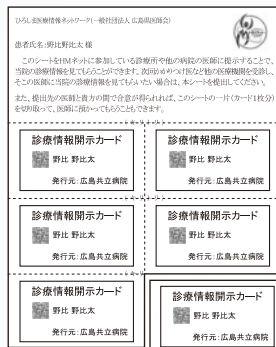 ひろしま医療情報ネットワーク(一般社団法人 広島県医師会)
患者氏名:野比野比太 様
このシートをHMネットに参加している診療所や他の病院の医師に提示することで、
当院の診療情報を見てもらうことができます。次回かかりつけ医など他の医療機関を受診し、
そこの医師に当院の診療情報を見てもらいたい場合は、本シートを提出してください。
また、提出先の医師と貴方の間で合意が得られれば、このシートの一片(カード1枚分)
を切り取って、医師に預かってもらうこともできます。
診療情報開示カード
野比 野比太
発行元:広島共立病院
診療情報開示カード
野比 野比太
発行元:広島共立病院
診療情報開示カード
野比 野比太
発行元:広島共立病院
診療情報開示カード
野比 野比太
発行元:広島共立病院
診療情報開示カード
野比 野比太
発行元:広島共立病院
診療情報開示カード
野比 野比太
発行元:広島共立病院